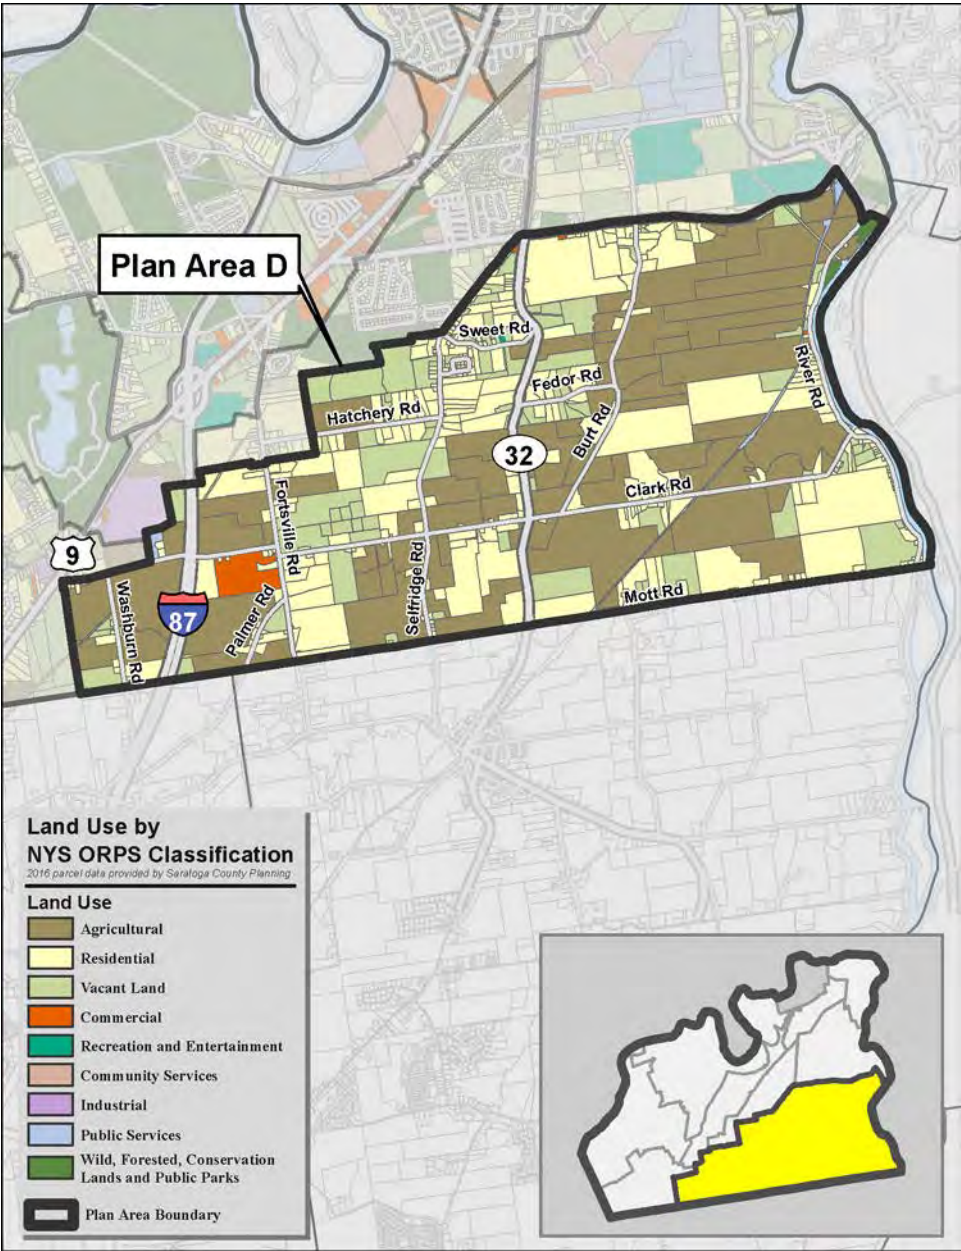 Plan Area D
Sweet Rd
Fedor Rd
River Rd
Hatchery Rd
Burt Rd
32
Clark Rd
Fortsville Rd
9
Selfridge Rd
Mott Rd
Washburn Rd
87
Palmer Rd
Land Use by
NYS ORPS Classification
2016 parcel data provided by Saratoga County Planning
Land Use
Agricultural
Residential
Vacant Land
Commercial
Recreation and Entertainment
Community Services
Industrial
Public Services
Wild, Forested, Conservation
Lands and Public Parks
Plan Area Boundary